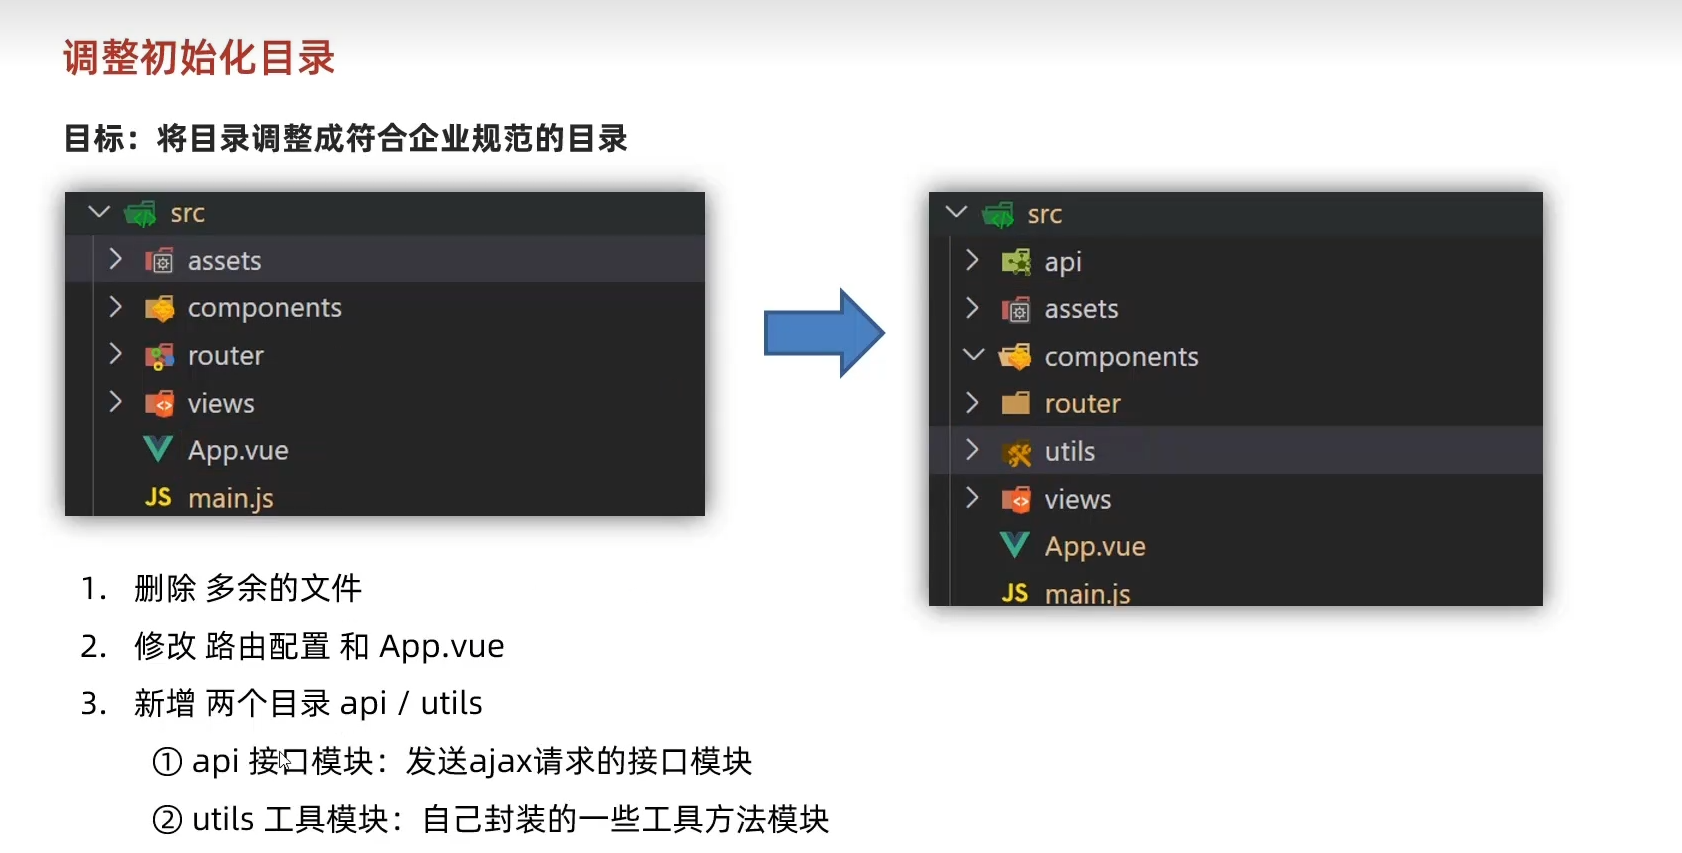 调整初始化目录
目标：将目录调整成符合企业规范的目录
src
assets
components
router
views
App.vue
JS main.js
src
api
assets
components
router
utils
views
App.vue
JS main.js
1. 删除 多余的文件
2. 修改 路由配置 和 App.vue
3. 新增 两个目录 api / utils
① api 接口模块：发送ajax请求的接口模块
② utils 工具模块：自己封装的一些工具方法模块